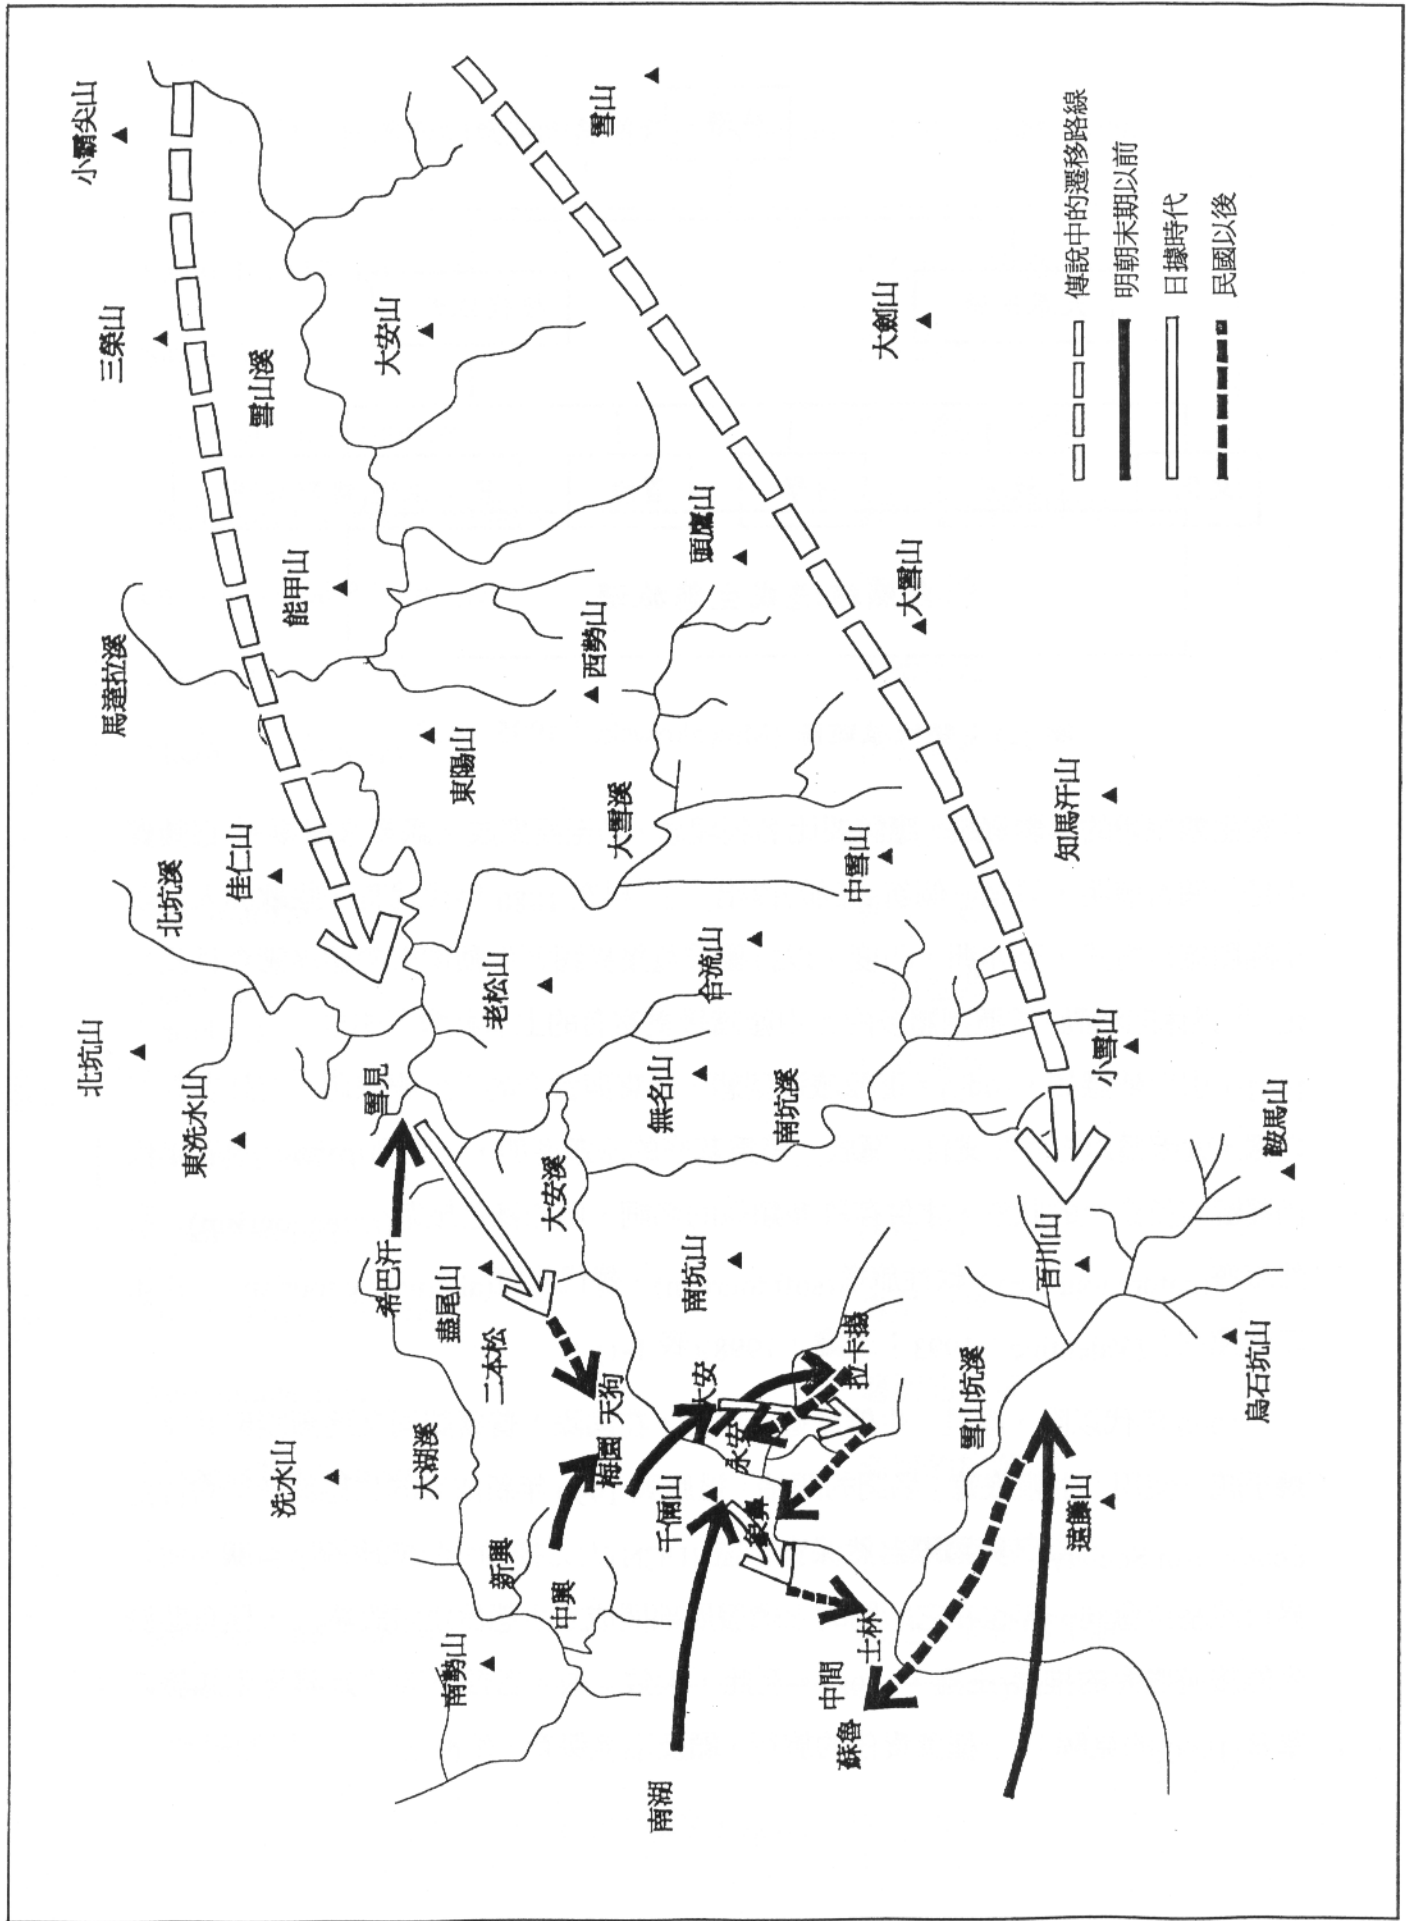 北坑山
小霸尖山
馬達拉溪
三榮山
北坑溪
東洗水山
佳仁山
雪山溪
洗水山
能甲山
雪見
希巴汗
大安山
大湖溪
盡尾山
南勢山
東陽山
二本松
老松山
新興
大安溪
中興
西勢山
雪山
梅園
天狗
大雪溪
南湖
千倆山
無名山
南坑山
大安
頭鷹山
合流山
永安
象鼻
南坑溪
中間
蘇魯
中雪山
士林
大劍山
大雪山
雪山坑溪
百川山
知馬汗山
遠藤山
小雪山
烏石坑山
鞍馬山
傳說中的遷移路線
明朝末期以前
日據時代
民國以後